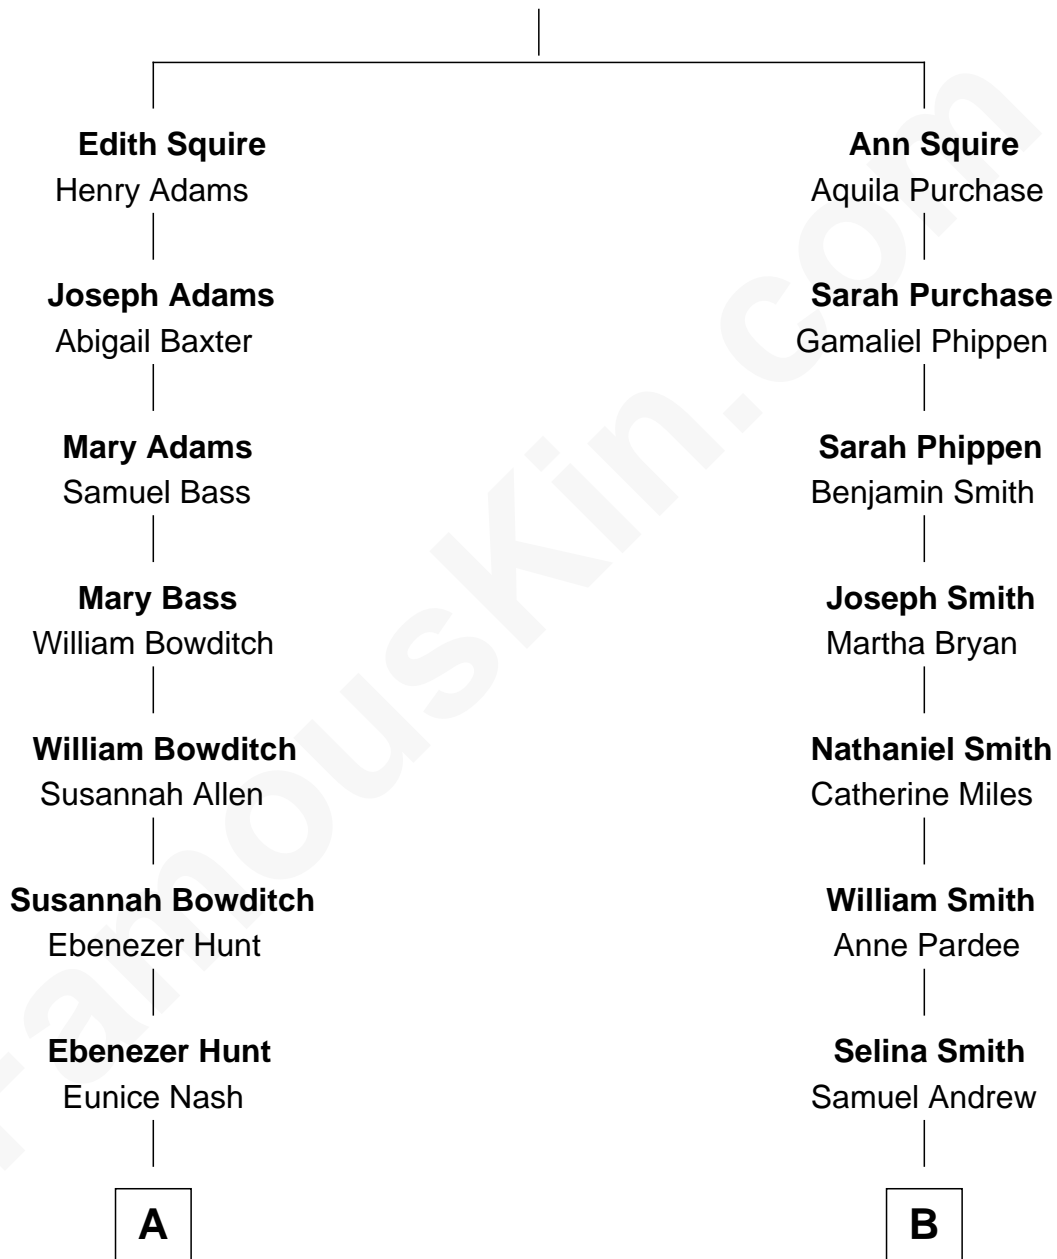 Edith Squire
Henry Adams
Ann Squire
Aquila Purchase
Joseph Adams
Abigail Baxter
Sarah Purchase
Gamaliel Phippen
Mary Adams
Samuel Bass
Sarah Phippen
Benjamin Smith
Mary Bass
William Bowditch
Joseph Smith
Martha Bryan
William Bowditch
Susannah Allen
Nathaniel Smith
Catherine Miles
Susannah Bowditch
Ebenezer Hunt
William Smith
Anne Pardee
Ebenezer Hunt
Eunice Nash
Selina Smith
Samuel Andrew
A
B
FamousKin.com